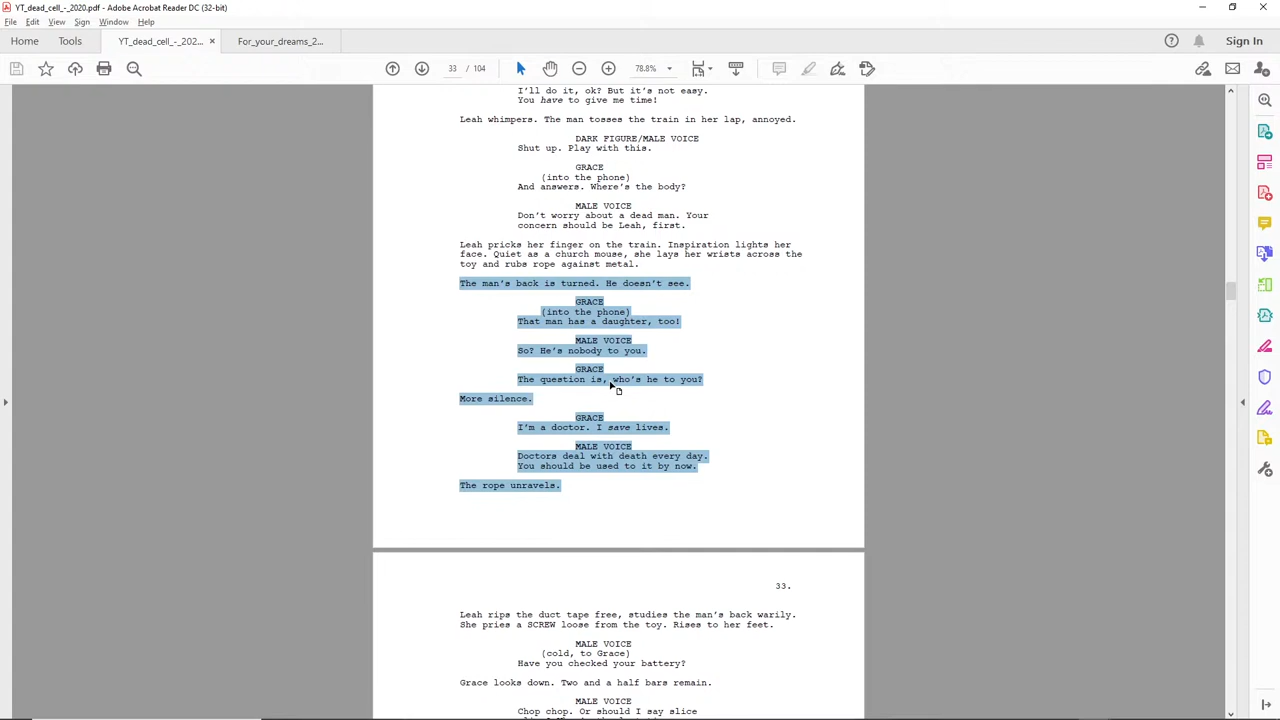 YT_dead_cell_-_2020.pdf - Adobe Acrobat Reader DC (32-bit)
File Edit View Sign Window Help
Home Tools YT_dead_cell_-_202... × For_your_dreams_2... Sign In
33 / 104 78.8%
I'll do it, ok? But it's not easy.
You have to give me time!
Leah whimpers. The man tosses the train in her lap, annoyed.
DARK FIGURE/MALE VOICE
Shut up. Play with this.
GRACE
(into the phone)
And answers. Where's the body?
MALE VOICE
Don't worry about a dead man. Your
concern should be Leah, first.
Leah pricks her finger on the train. Inspiration lights her
face. Quiet as a church mouse, she lays her wrists across the
toy and rubs rope against metal.
The man's back is turned. He doesn't see.
GRACE
(into the phone)
That man has a daughter, too!
MALE VOICE
So? He's nobody to you.
GRACE
The question is, who's he to you?
More silence.
GRACE
I'm a doctor. I save lives.
MALE VOICE
Doctors deal with death every day.
You should be used to it by now.
The rope unravels.
33.
Leah rips the duct tape free, studies the man's back warily.
She pries a SCREW loose from the toy. Rises to her feet.
MALE VOICE
(cold, to Grace)
Have you checked your battery?
Grace looks down. Two and a half bars remain.
MALE VOICE
Chop chop. Or should I say slice